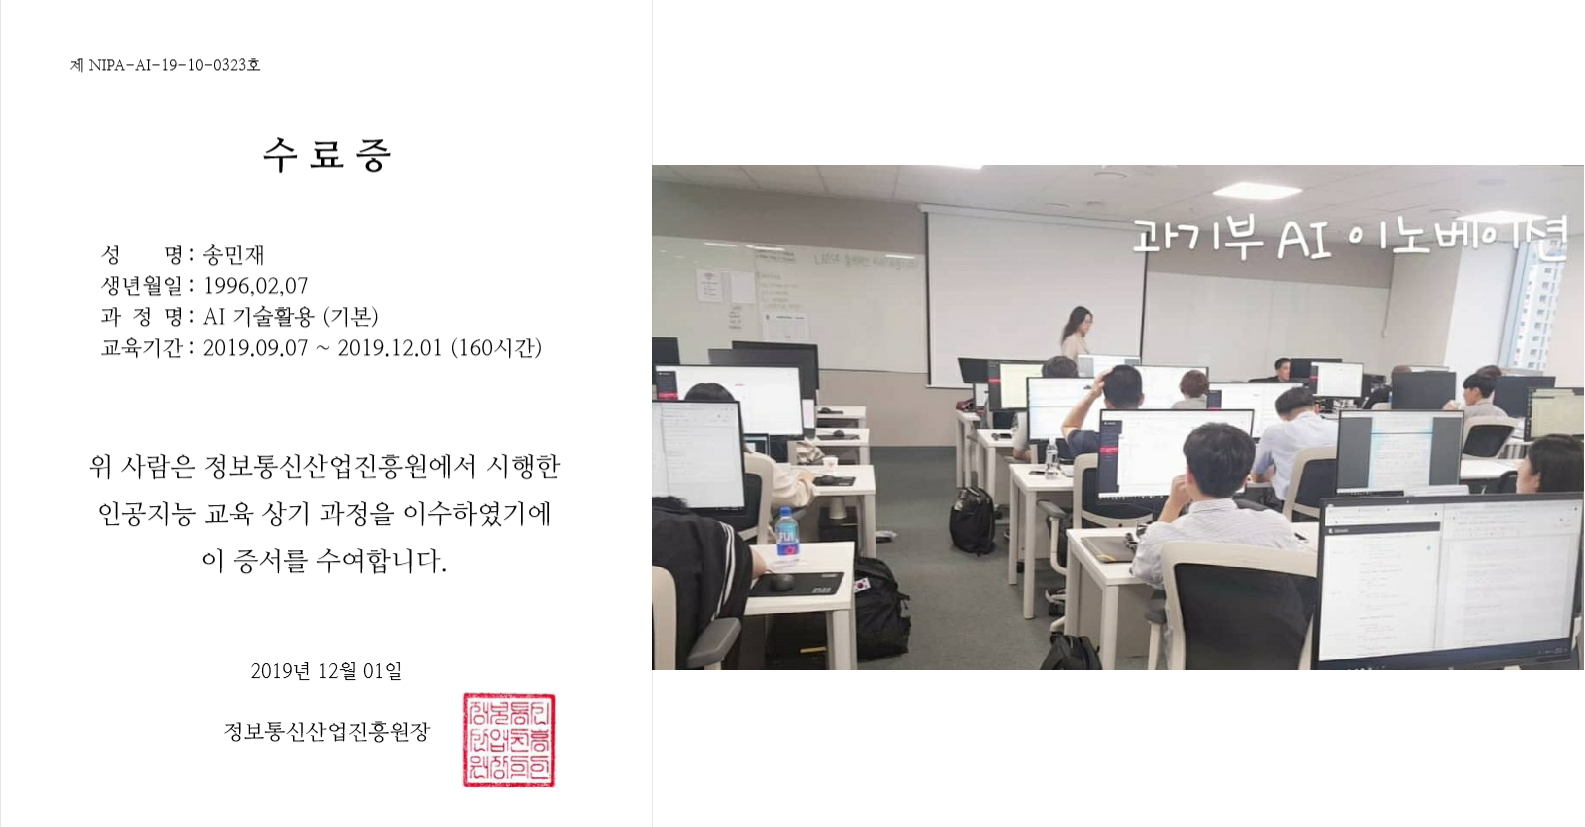 제 NIPA-AI-19-10-0323호
수 료 증
성 명 : 송민재
생년월일 : 1996,02,07
과 정 명 : AI 기술활용 (기본)
교육기간 : 2019.09.07 ~ 2019.12.01 (160시간)
위 사람은 정보통신산업진흥원에서 시행한
인공지능 교육 상기 과정을 이수하였기에
이 증서를 수여합니다.
2019년 12월 01일
정보통신산업진흥원장
정보통신
산업진흥
원장의인
과기부 AI 이노베이션
FIJI